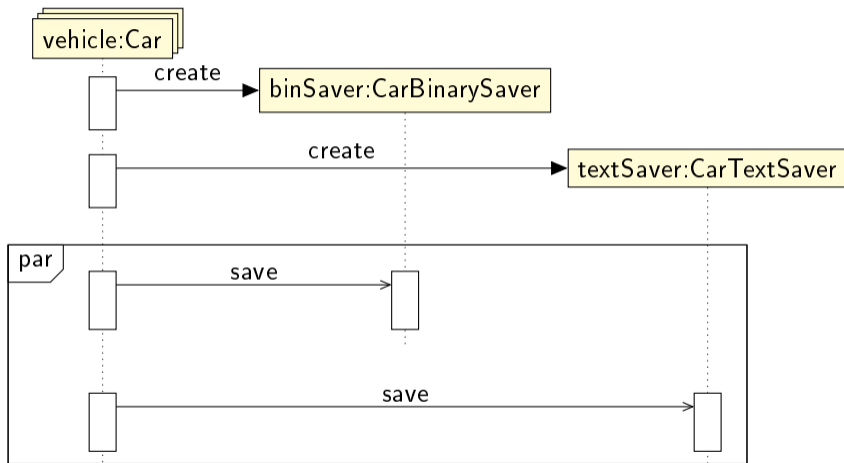 vehicle:Car
create
binSaver:CarBinarySaver
create
textSaver:CarTextSaver
par
save
save